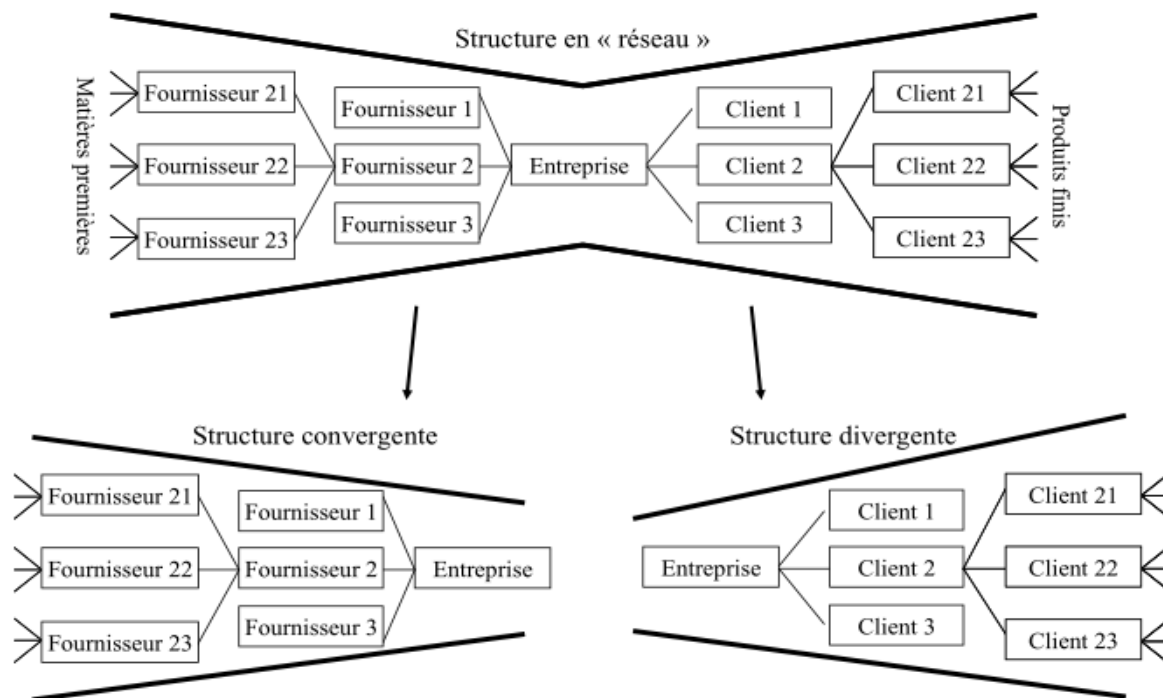 Structure en « réseau »
Matières premières
Fournisseur 21
Fournisseur 22
Fournisseur 23
Fournisseur 1
Fournisseur 2
Fournisseur 3
Entreprise
Client 1
Client 2
Client 3
Client 21
Client 22
Client 23
Produits finis
Structure convergente
Fournisseur 21
Fournisseur 22
Fournisseur 23
Fournisseur 1
Fournisseur 2
Fournisseur 3
Entreprise
Structure divergente
Entreprise
Client 1
Client 2
Client 3
Client 21
Client 22
Client 23